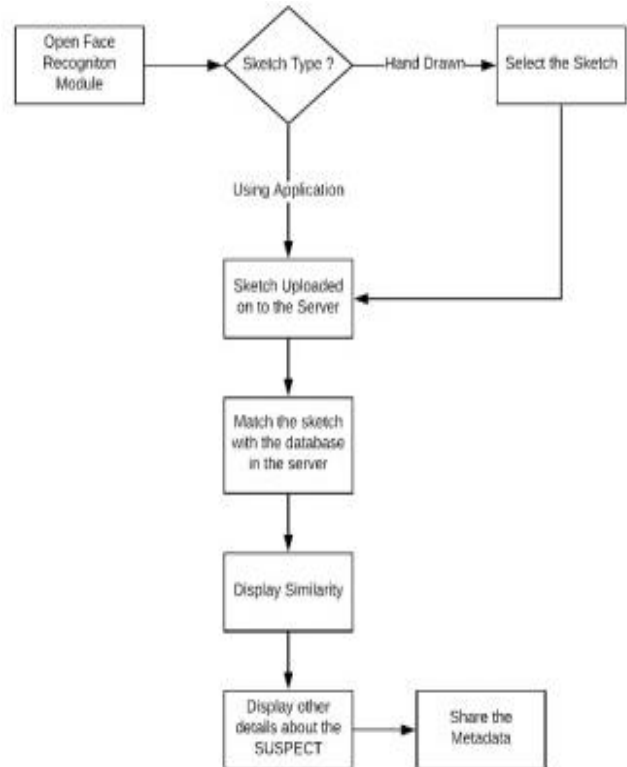 Open Face
Recogniton
Module
Sketch Type ?
Hand Drawn
Select the Sketch
Using Application
Sketch Uploaded
on to the Server
Match the sketch
with the database
in the server
Display Similarity
Display other
details about the
SUSPECT
Share the
Metadata